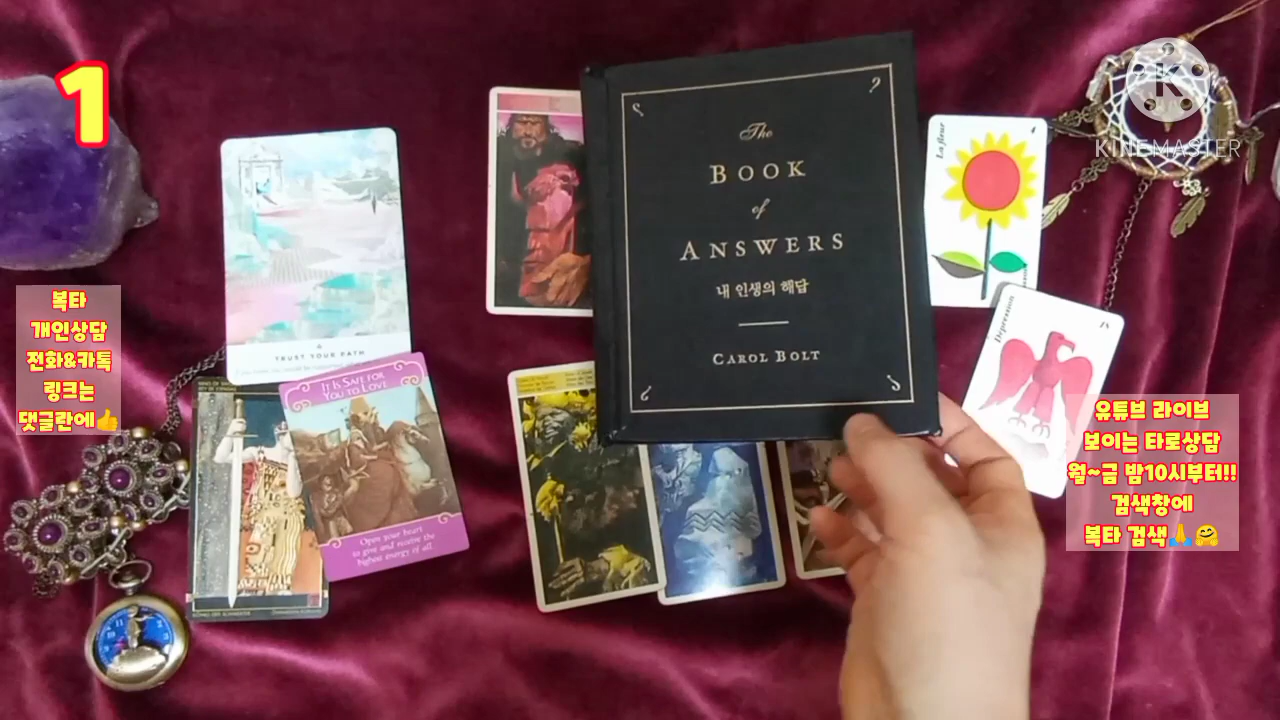 1
복타
개인상담
전화&카톡
링크는
댓글란에👍
TRUST YOUR PATH
IT IS SAFE FOR
YOU TO LOVE
Open your heart
to give and receive the
highest energy of all
The
BOOK
of
ANSWERS
내 인생의 해답
CAROL BOLT
La fleur
Dépression
K
KINEMASTER
유튜브 라이브
보이는 타로상담
월~금 밤10시부터!!
검색창에
복타 검색🙏🤗